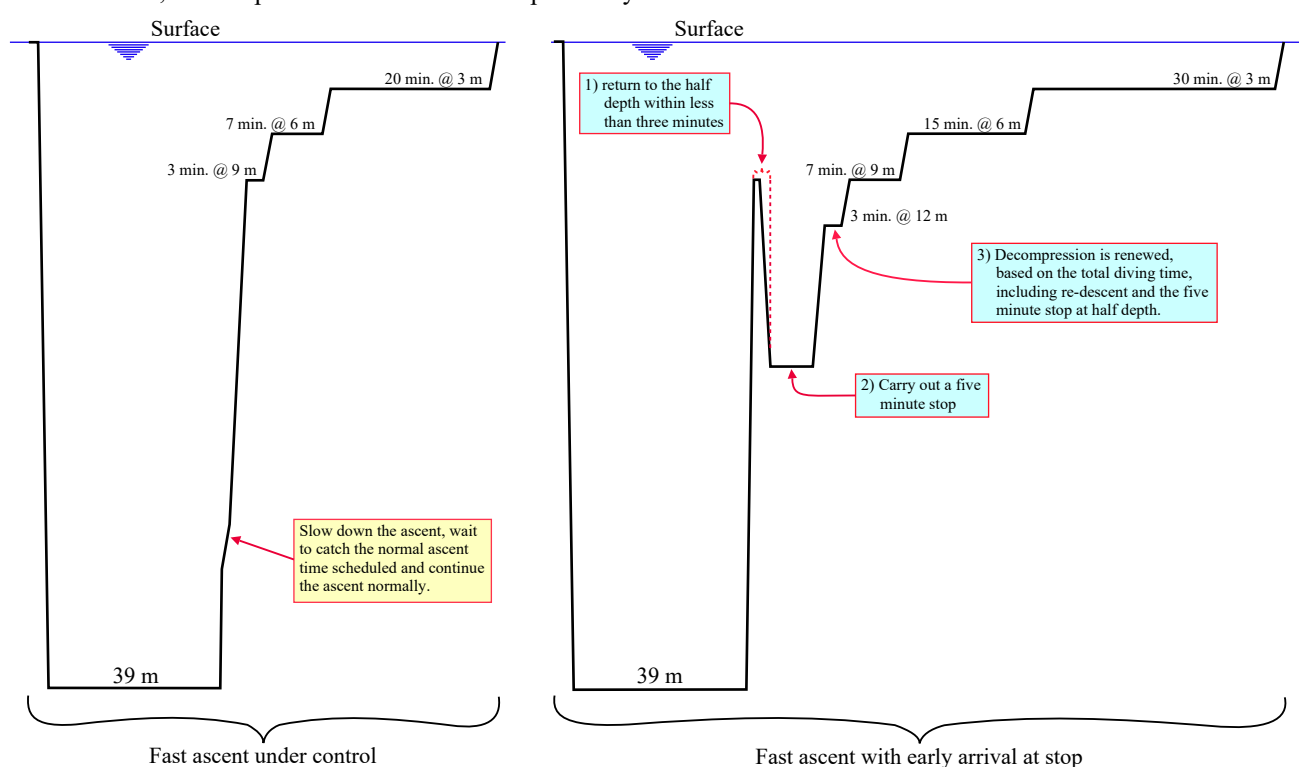 Surface
20 min. @ 3 m
7 min. @ 6 m
3 min. @ 9 m
Slow down the ascent, wait
to catch the normal ascent
time scheduled and continue
the ascent normally.
39 m
Fast ascent under control
Surface
30 min. @ 3 m
1) return to the half
depth within less
than three minutes
15 min. @ 6 m
7 min. @ 9 m
3 min. @ 12 m
3) Decompression is renewed,
based on the total diving time,
including re-descent and the five
minute stop at half depth.
2) Carry out a five
minute stop
39 m
Fast ascent with early arrival at stop